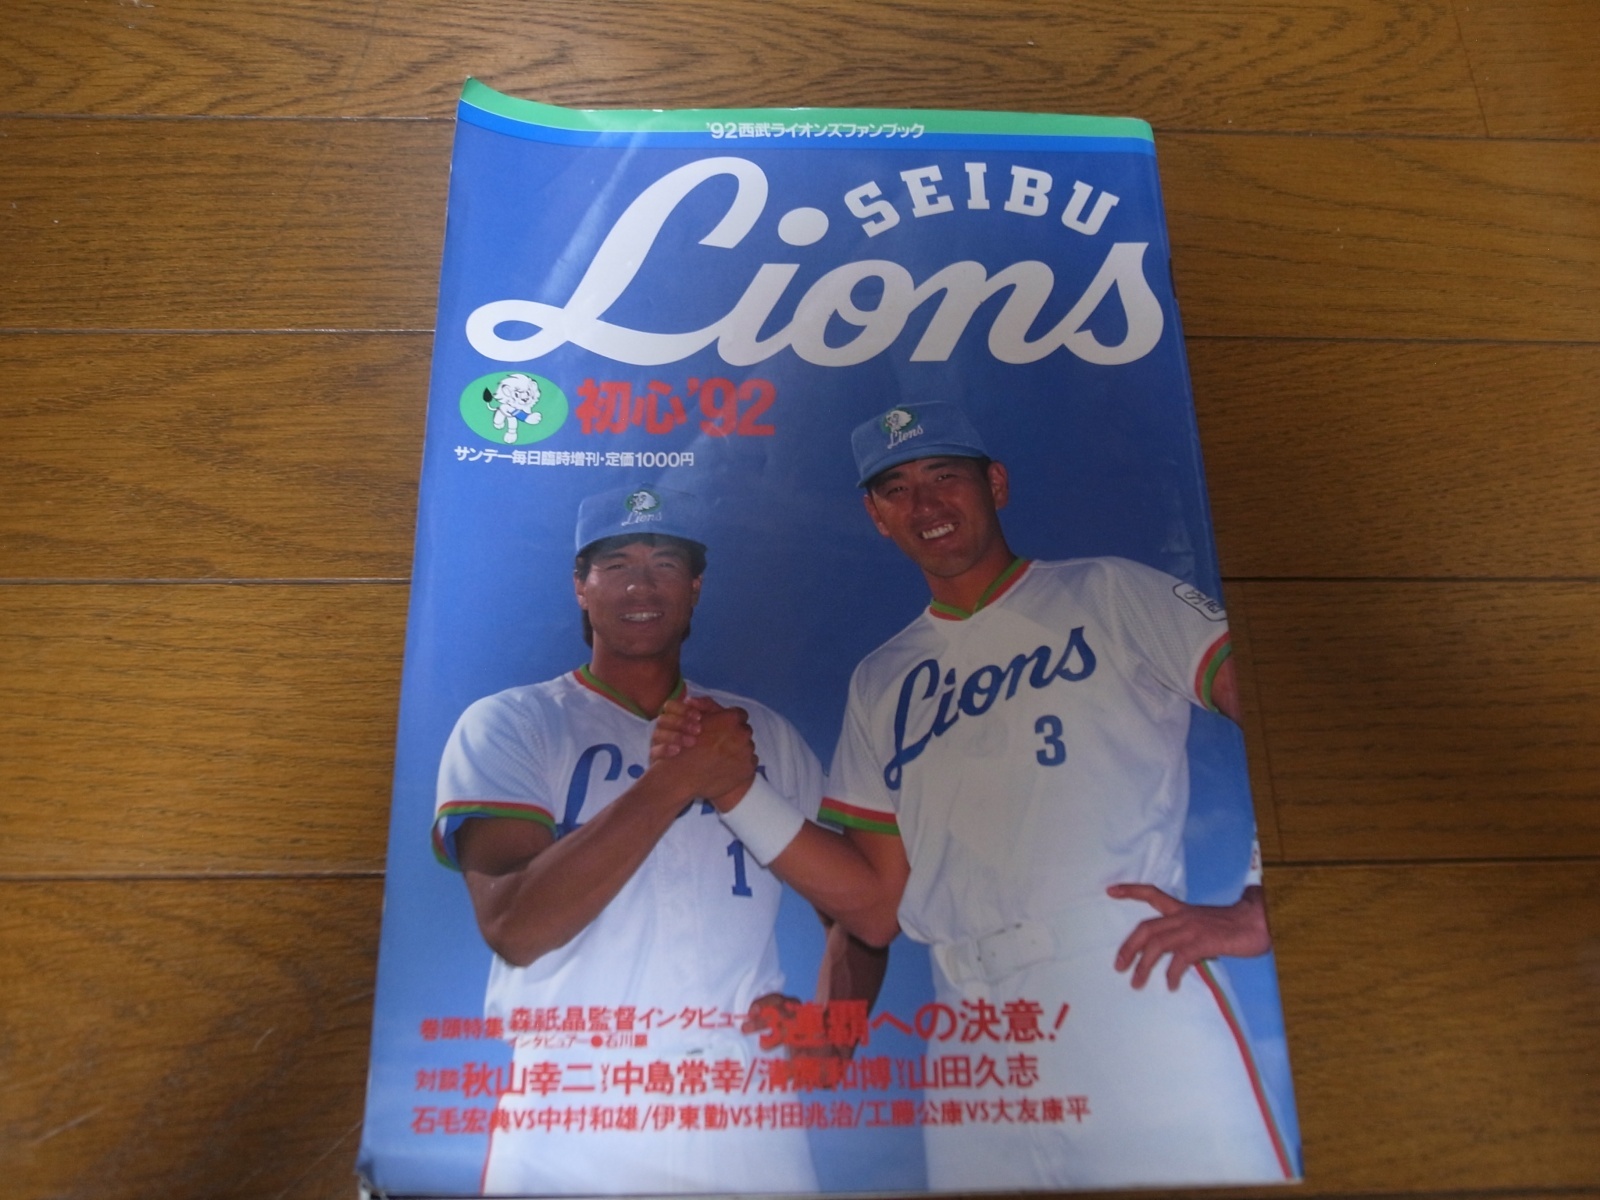 '92西武ライオンズファンブック
SEIBU
Lions
初心'92
サンデー毎日臨時増刊・定価1000円
Lions
Lions
Lions
3
1
巻頭特集 森祇晶監督インタビュー 3連覇への決意!
インタビュアー●石川顕
対談 秋山幸二VS中島常幸/清原和博VS山田久志
石毛宏典VS中村和雄/伊東勤VS村田兆治/工藤公康VS大友康平